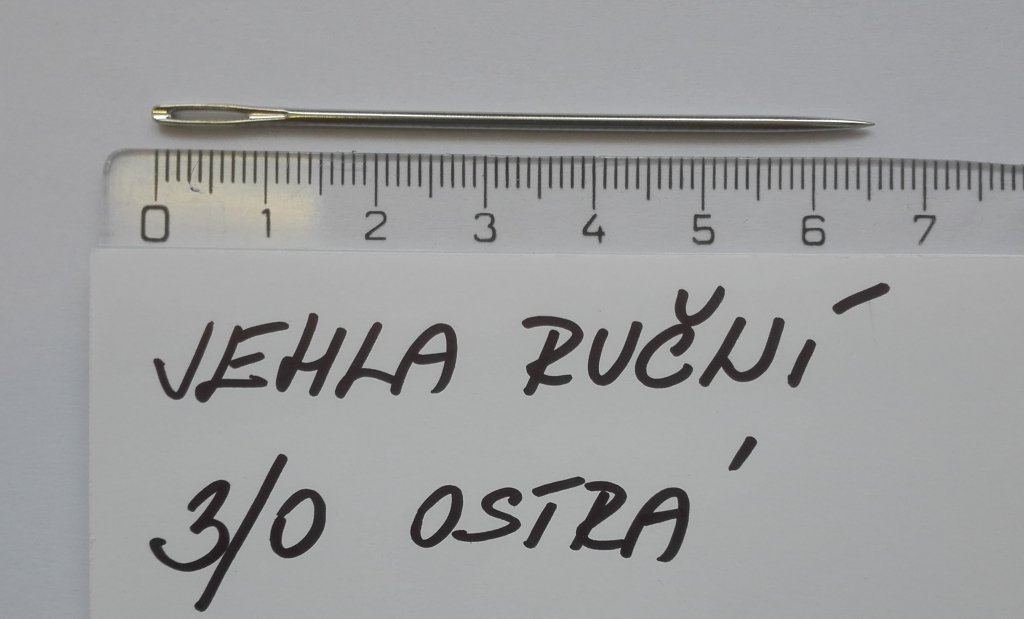 0 1 2 3 4 5 6 7
JEHLA RUČNÍ
3/0 OSTRÁ